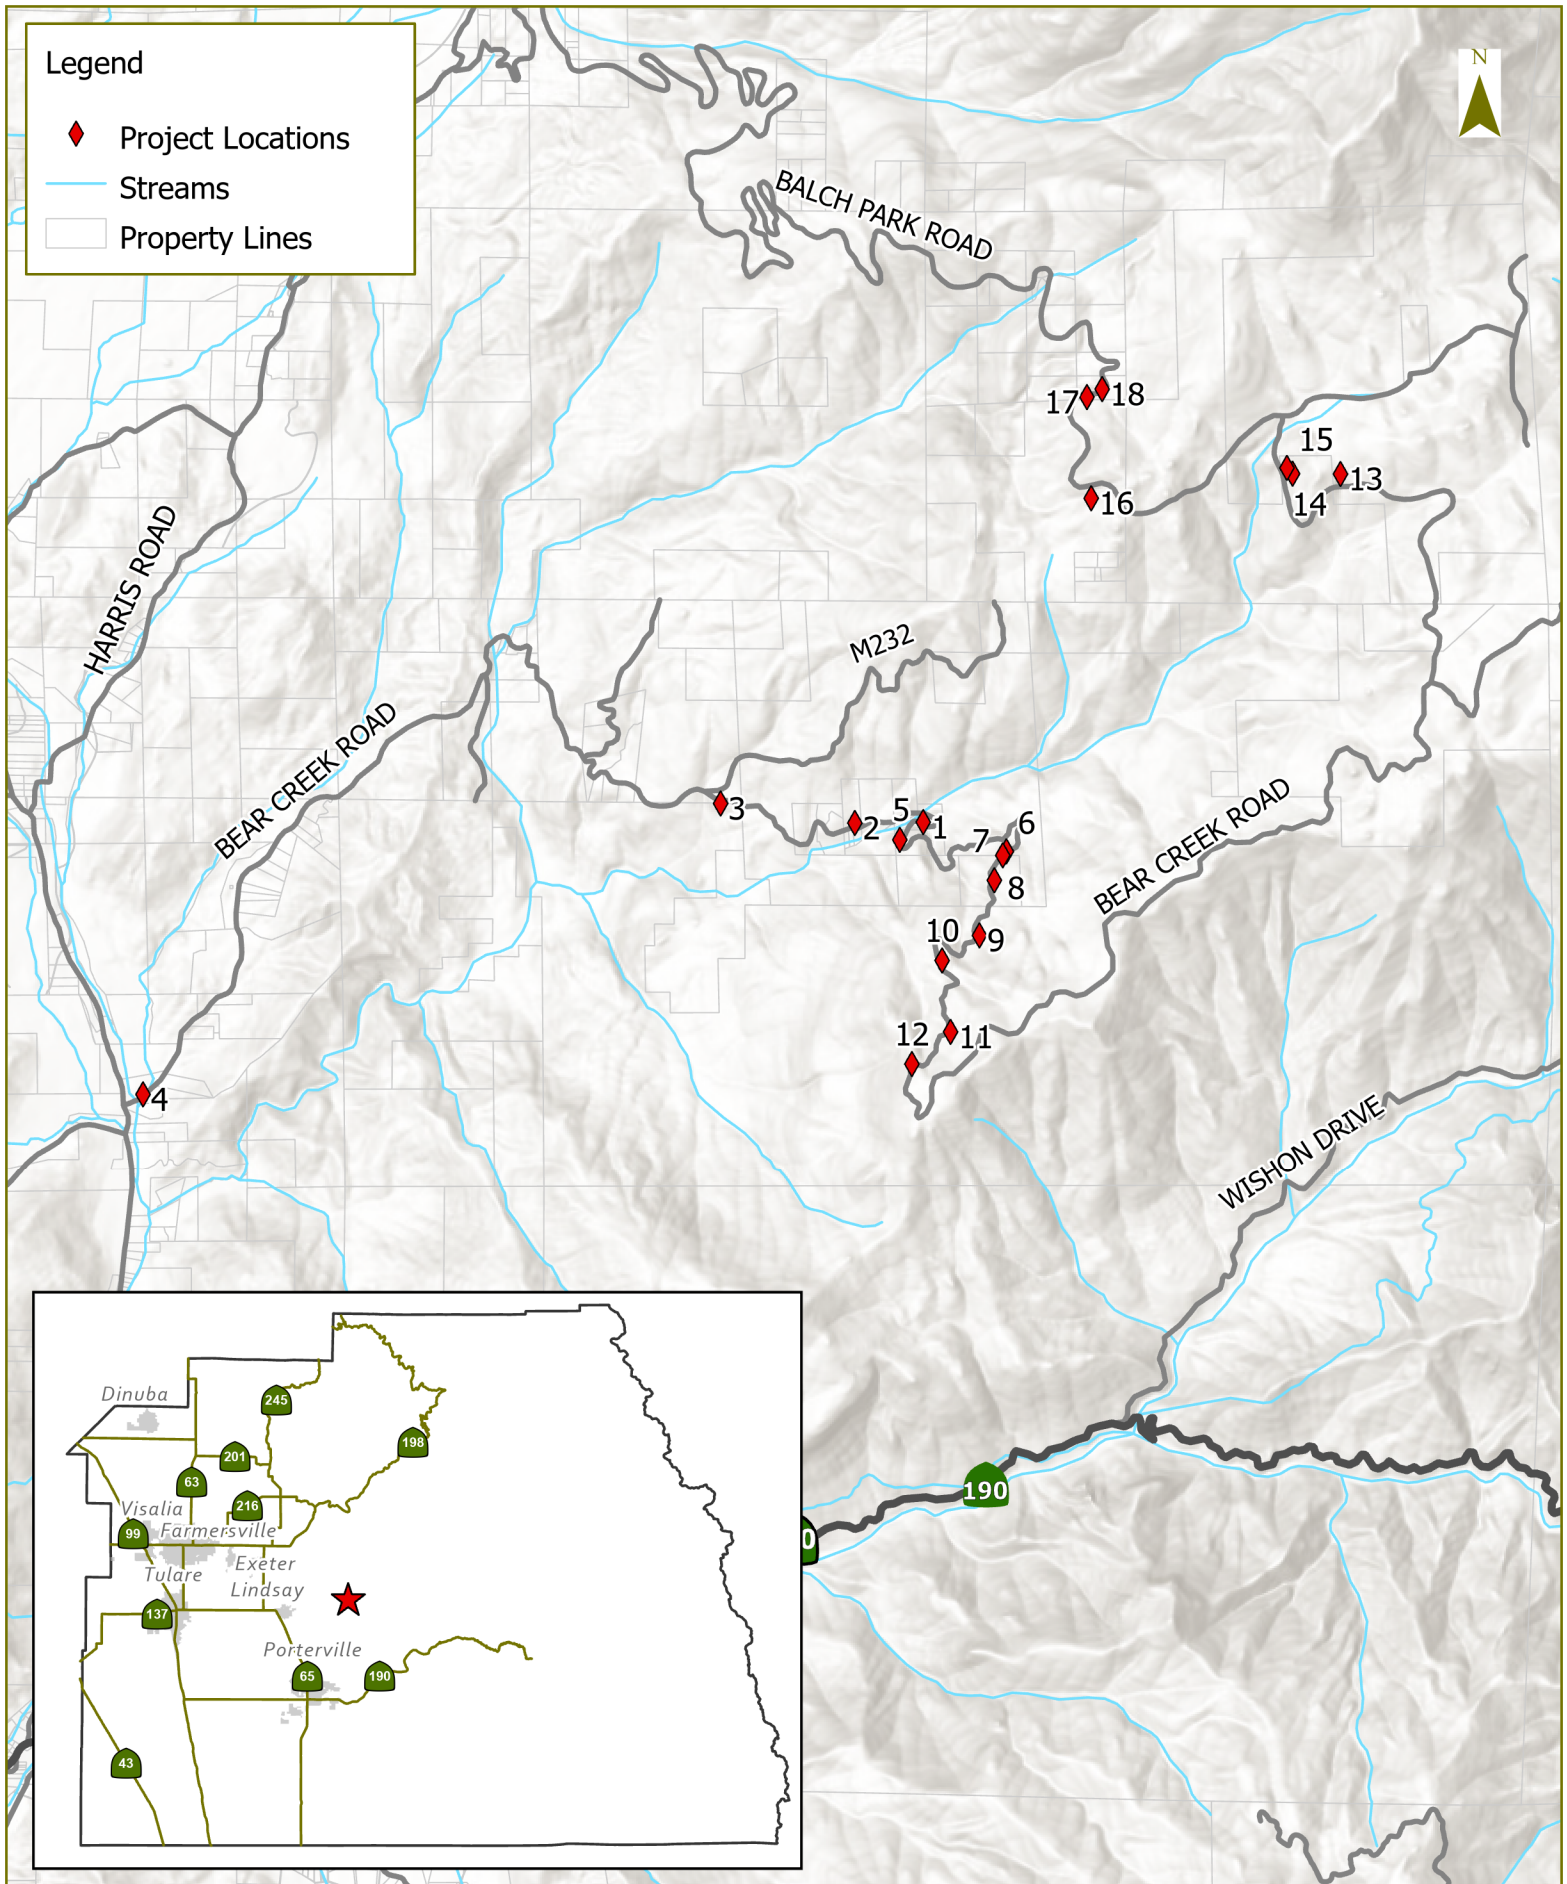 Legend
Project Locations
Streams
Property Lines
N
BALCH PARK ROAD
17
18
15
13
14
16
HARRIS ROAD
M232
BEAR CREEK ROAD
BEAR CREEK ROAD
3
2
5
1
7
6
8
10
9
12
11
4
WISHON DRIVE
190
0
Dinuba
245
198
201
63
216
Visalia
99
Farmersville
Exeter
Tulare
Lindsay
137
Porterville
65
190
43